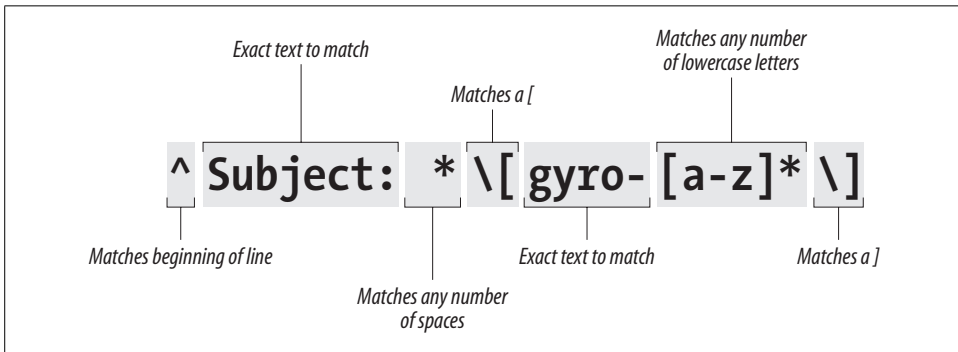 Exact text to match
Matches any number
of lowercase letters
Matches a [
^Subject: *\[gyro-[a-z]*\]
Matches beginning of line
Exact text to match
Matches a ]
Matches any number
of spaces